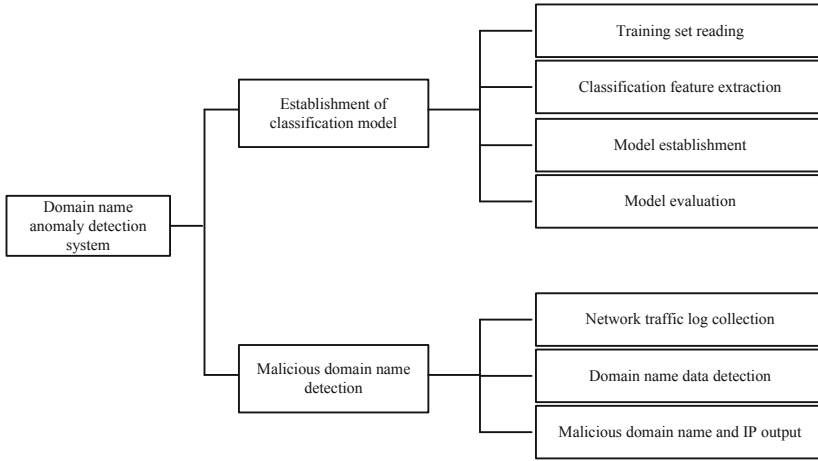 Domain name
anomaly detection
system
Establishment of
classification model
Training set reading
Classification feature extraction
Model establishment
Model evaluation
Malicious domain name
detection
Network traffic log collection
Domain name data detection
Malicious domain name and IP output